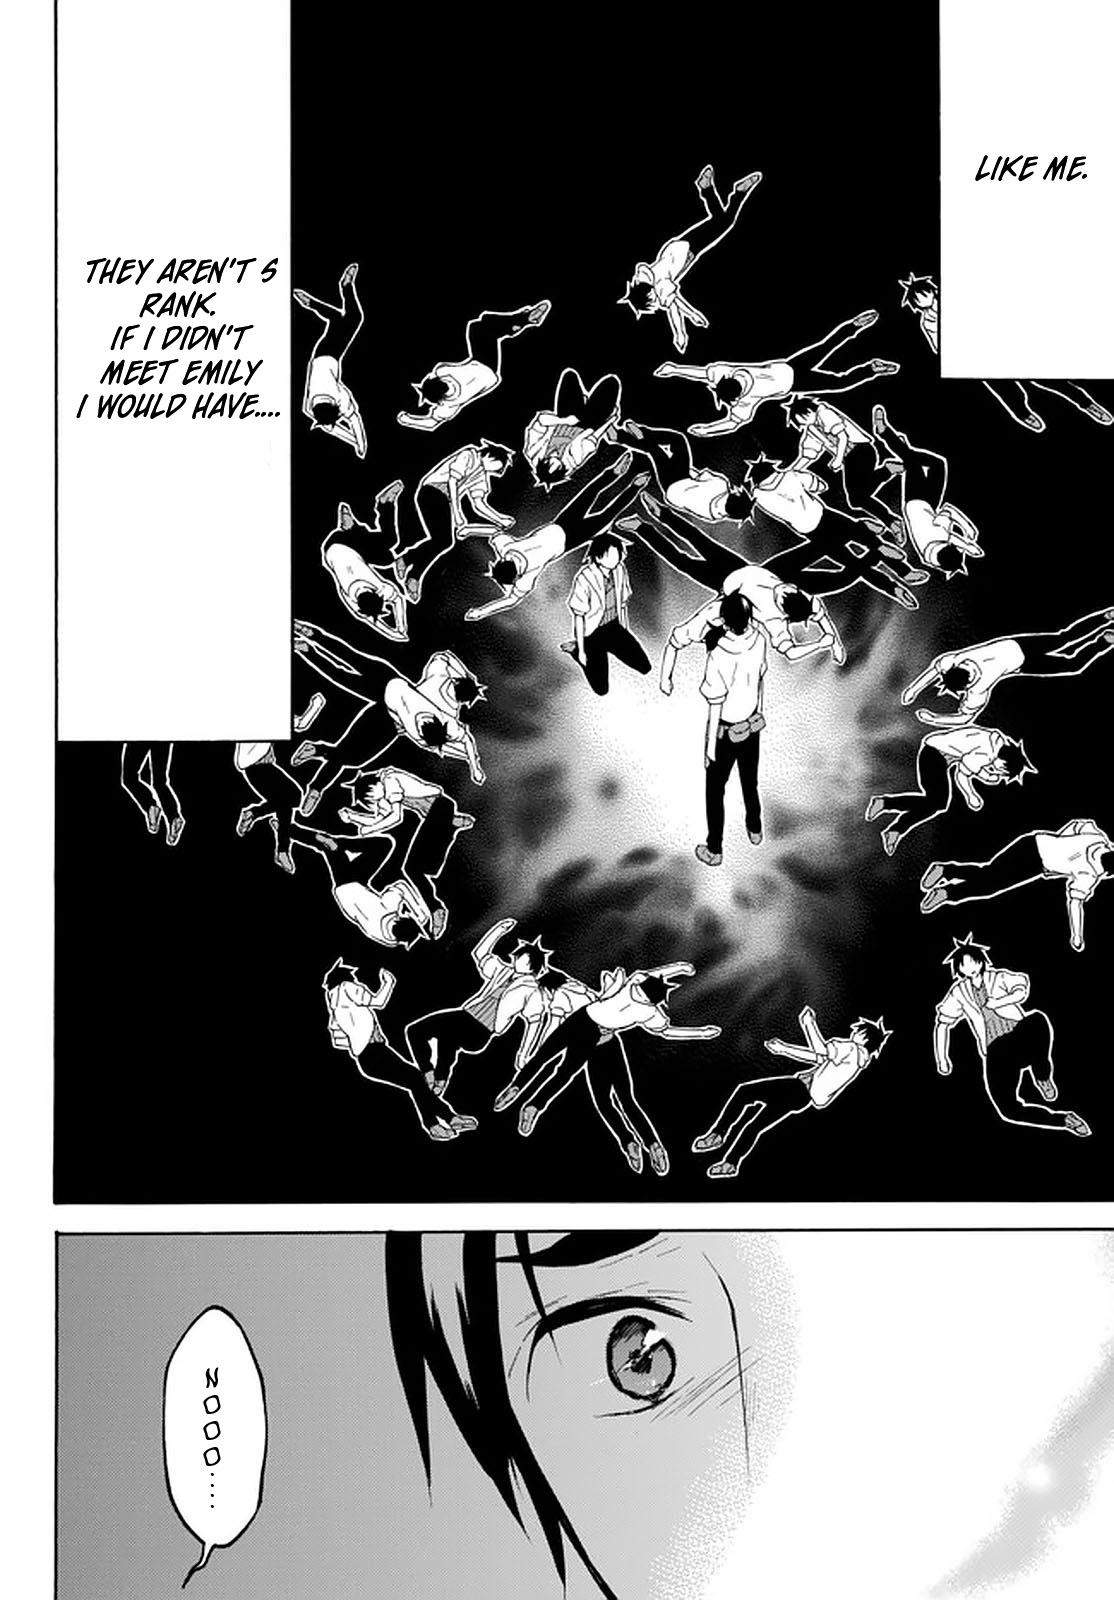 LIKE ME.
THEY AREN'T S
RANK.
IF I DIDN'T
MEET EMILY
I WOULD HAVE....
NOOO....